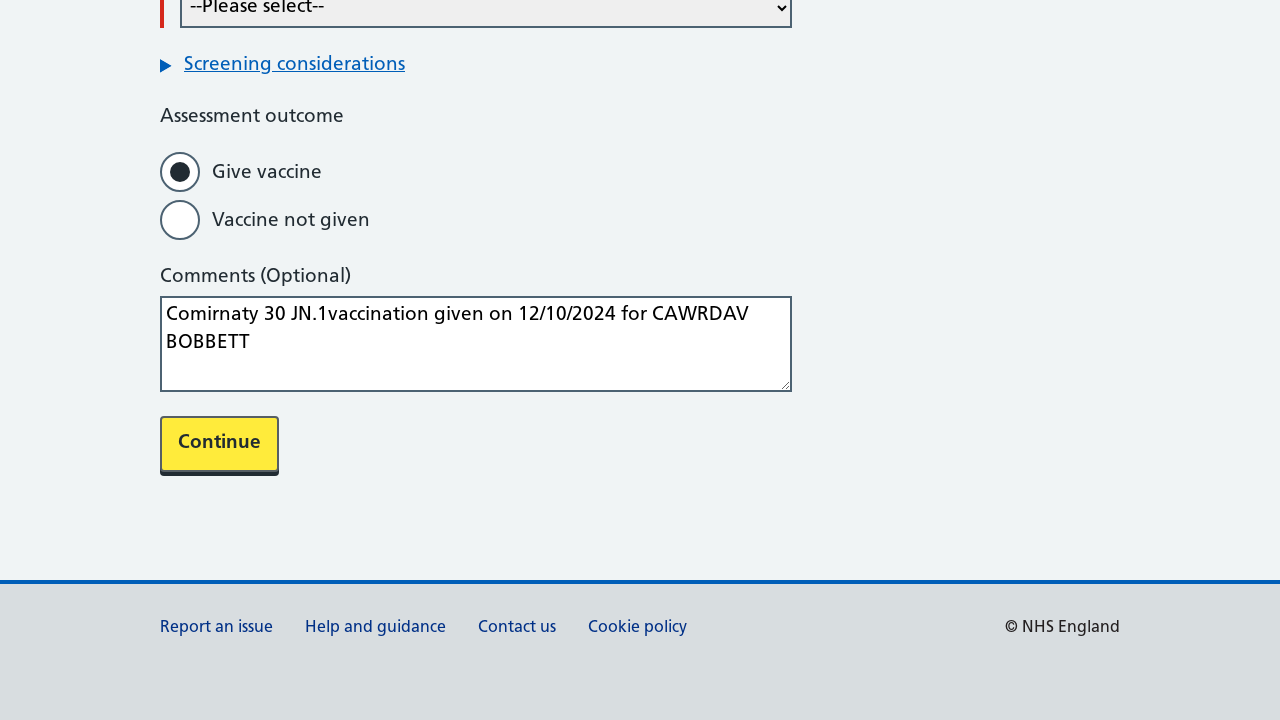 --Please select--
Screening considerations
Assessment outcome
Give vaccine
Vaccine not given
Comments (Optional)
Comirnaty 30 JN.1vaccination given on 12/10/2024 for CAWRDAV
BOBBETT
Continue
Report an issue Help and guidance Contact us Cookie policy © NHS England